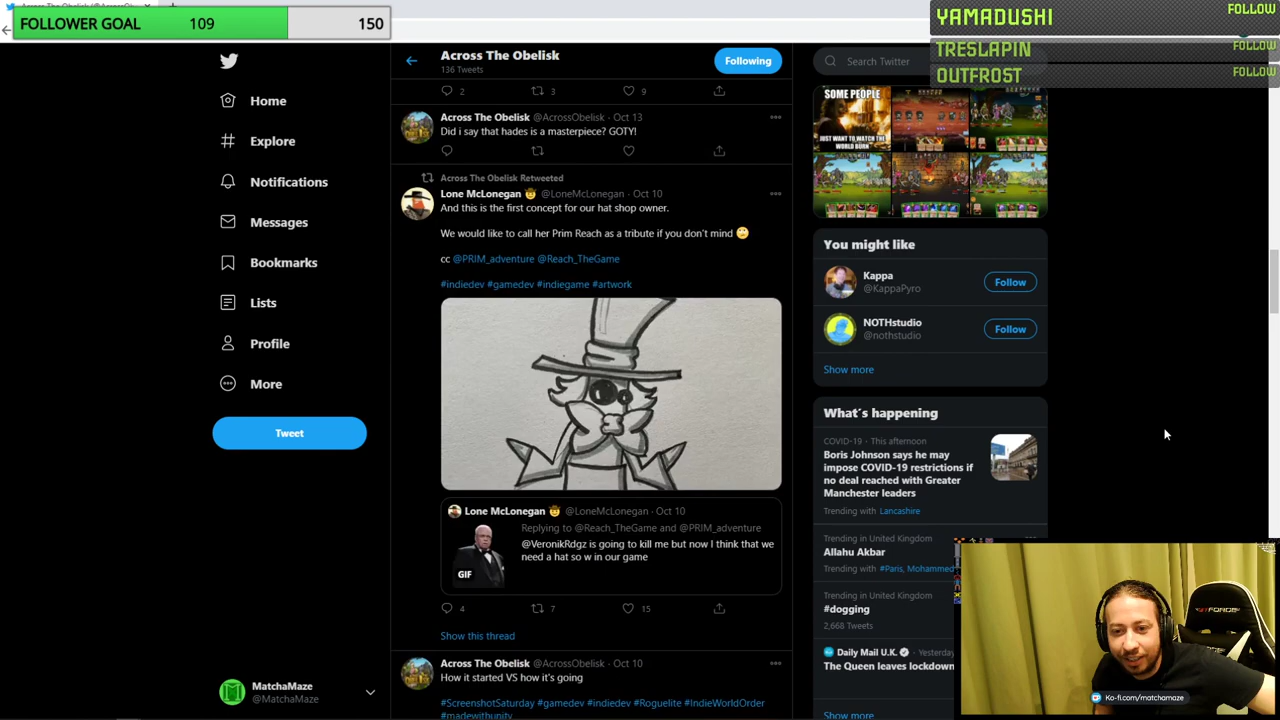 FOLLOWER GOAL 109 150
YAMADUSHI FOLLOW
TRESLAPIN FOLLOW
OUTFROST FOLLOW
Across The Obelisk
136 Tweets
Following
Search Twitter
Home
Explore
Notifications
Messages
Bookmarks
Lists
Profile
More
Tweet
MatchaMaze
@MatchaMaze
2 3 9
Across The Obelisk @AcrossObelisk · Oct 13
Did i say that hades is a masterpiece? GOTY!
Across The Obelisk Retweeted
Lone McLonegan @LoneMcLonegan · Oct 10
And this is the first concept for our hat shop owner.
We would like to call her Prim Reach as a tribute if you don't mind
cc @PRIM_adventure @Reach_TheGame
#indiedev #gamedev #indiegame #artwork
Lone McLonegan @LoneMcLonegan · Oct 10
Replying to @Reach_TheGame and @PRIM_adventure
@VeronikRdgz is going to kill me but now I think that we
need a hat so w in our game
GIF
4 7 15
Show this thread
Across The Obelisk @AcrossObelisk · Oct 10
How it started VS how it's going
#ScreenshotSaturday #gamedev #indiedev #Roguelite #IndieWorldOrder
#madewithunity
SOME PEOPLE
JUST WANT TO WATCH THE
WORLD BURN
You might like
Kappa
@KappaPyro
Follow
NOTHstudio
@nothstudio
Follow
Show more
What's happening
COVID-19 · This afternoon
Boris Johnson says he may
impose COVID-19 restrictions if
no deal reached with Greater
Manchester leaders
Trending with Lancashire
Trending in United Kingdom
Allahu Akbar
Trending with #Paris, Mohammed
Trending in United Kingdom
#dogging
2,668 Tweets
Daily Mail U.K. · Yesterday
The Queen leaves lockdown
Show more
Ko-fi.com/matchamaze